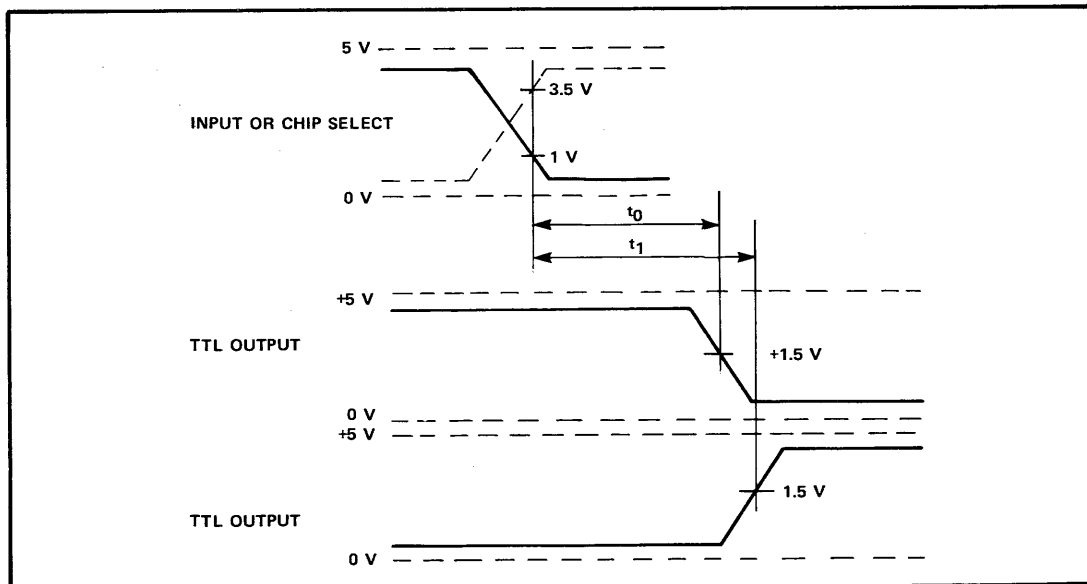 5 V
3.5 V
INPUT OR CHIP SELECT
1 V
0 V
t0
t1
+5 V
TTL OUTPUT
+1.5 V
0 V
+5 V
1.5 V
TTL OUTPUT
0 V